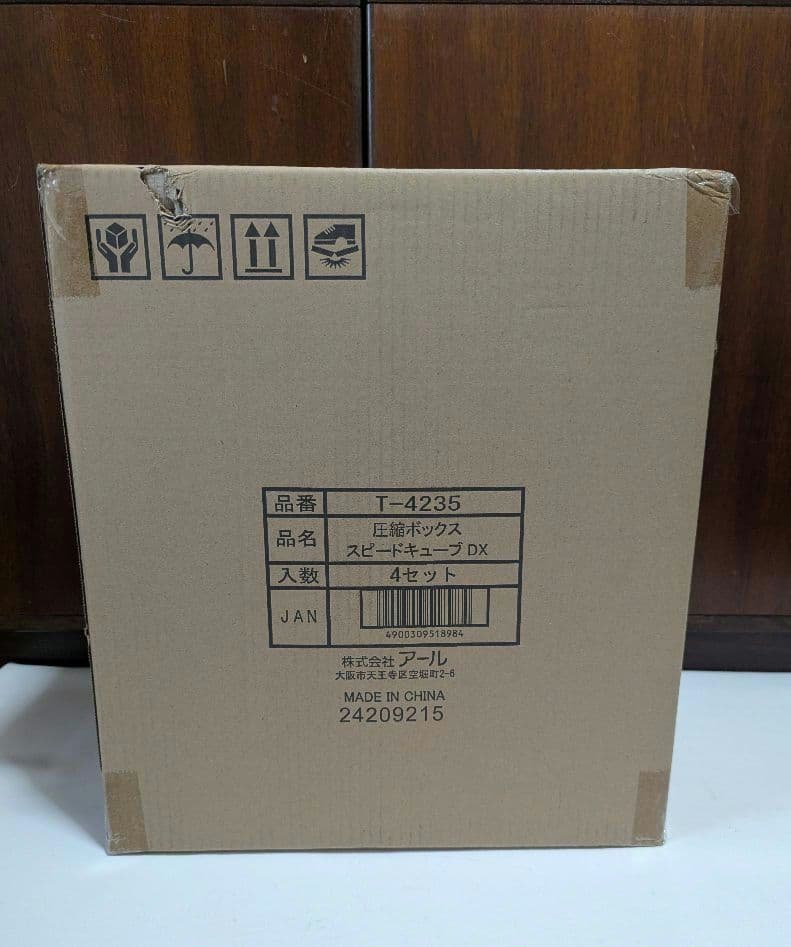 品番 T-4235
品名 圧縮ボックス
スピードキューブ DX
入数 4セット
JAN 4900309518984
株式会社 アール
大阪市天王寺区空堀町2-6
MADE IN CHINA
24209215